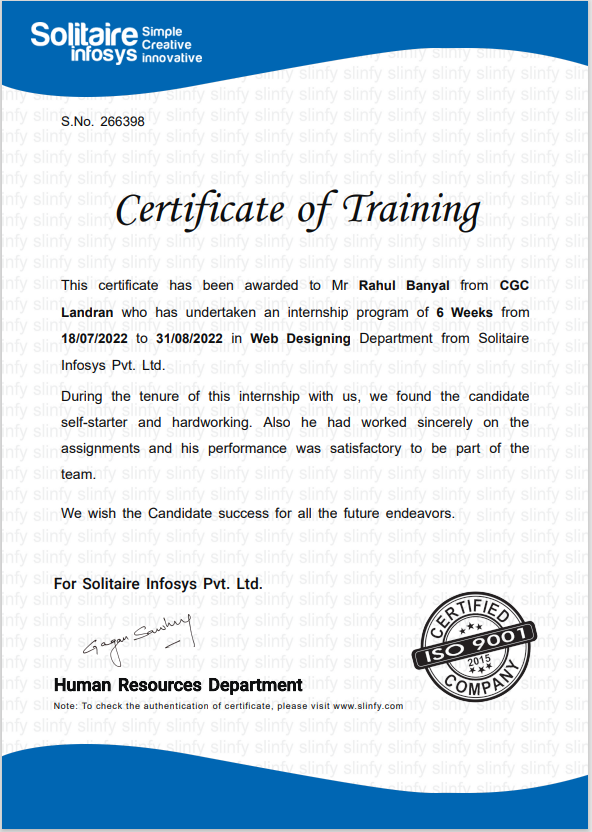 Solitaire
infosys
Simple
Creative
innovative
S.No. 266398
Certificate of Training
This certificate has been awarded to Mr Rahul Banyal from CGC
Landran who has undertaken an internship program of 6 Weeks from
18/07/2022 to 31/08/2022 in Web Designing Department from Solitaire
Infosys Pvt. Ltd.
During the tenure of this internship with us, we found the candidate
self-starter and hardworking. Also he had worked sincerely on the
assignments and his performance was satisfactory to be part of the
team.
We wish the Candidate success for all the future endeavors.
For Solitaire Infosys Pvt. Ltd.
Gagan Sawhney
Human Resources Department
Note: To check the authentication of certificate, please visit www.slinfy.com
CERTIFIED
ISO 9001
2015
COMPANY